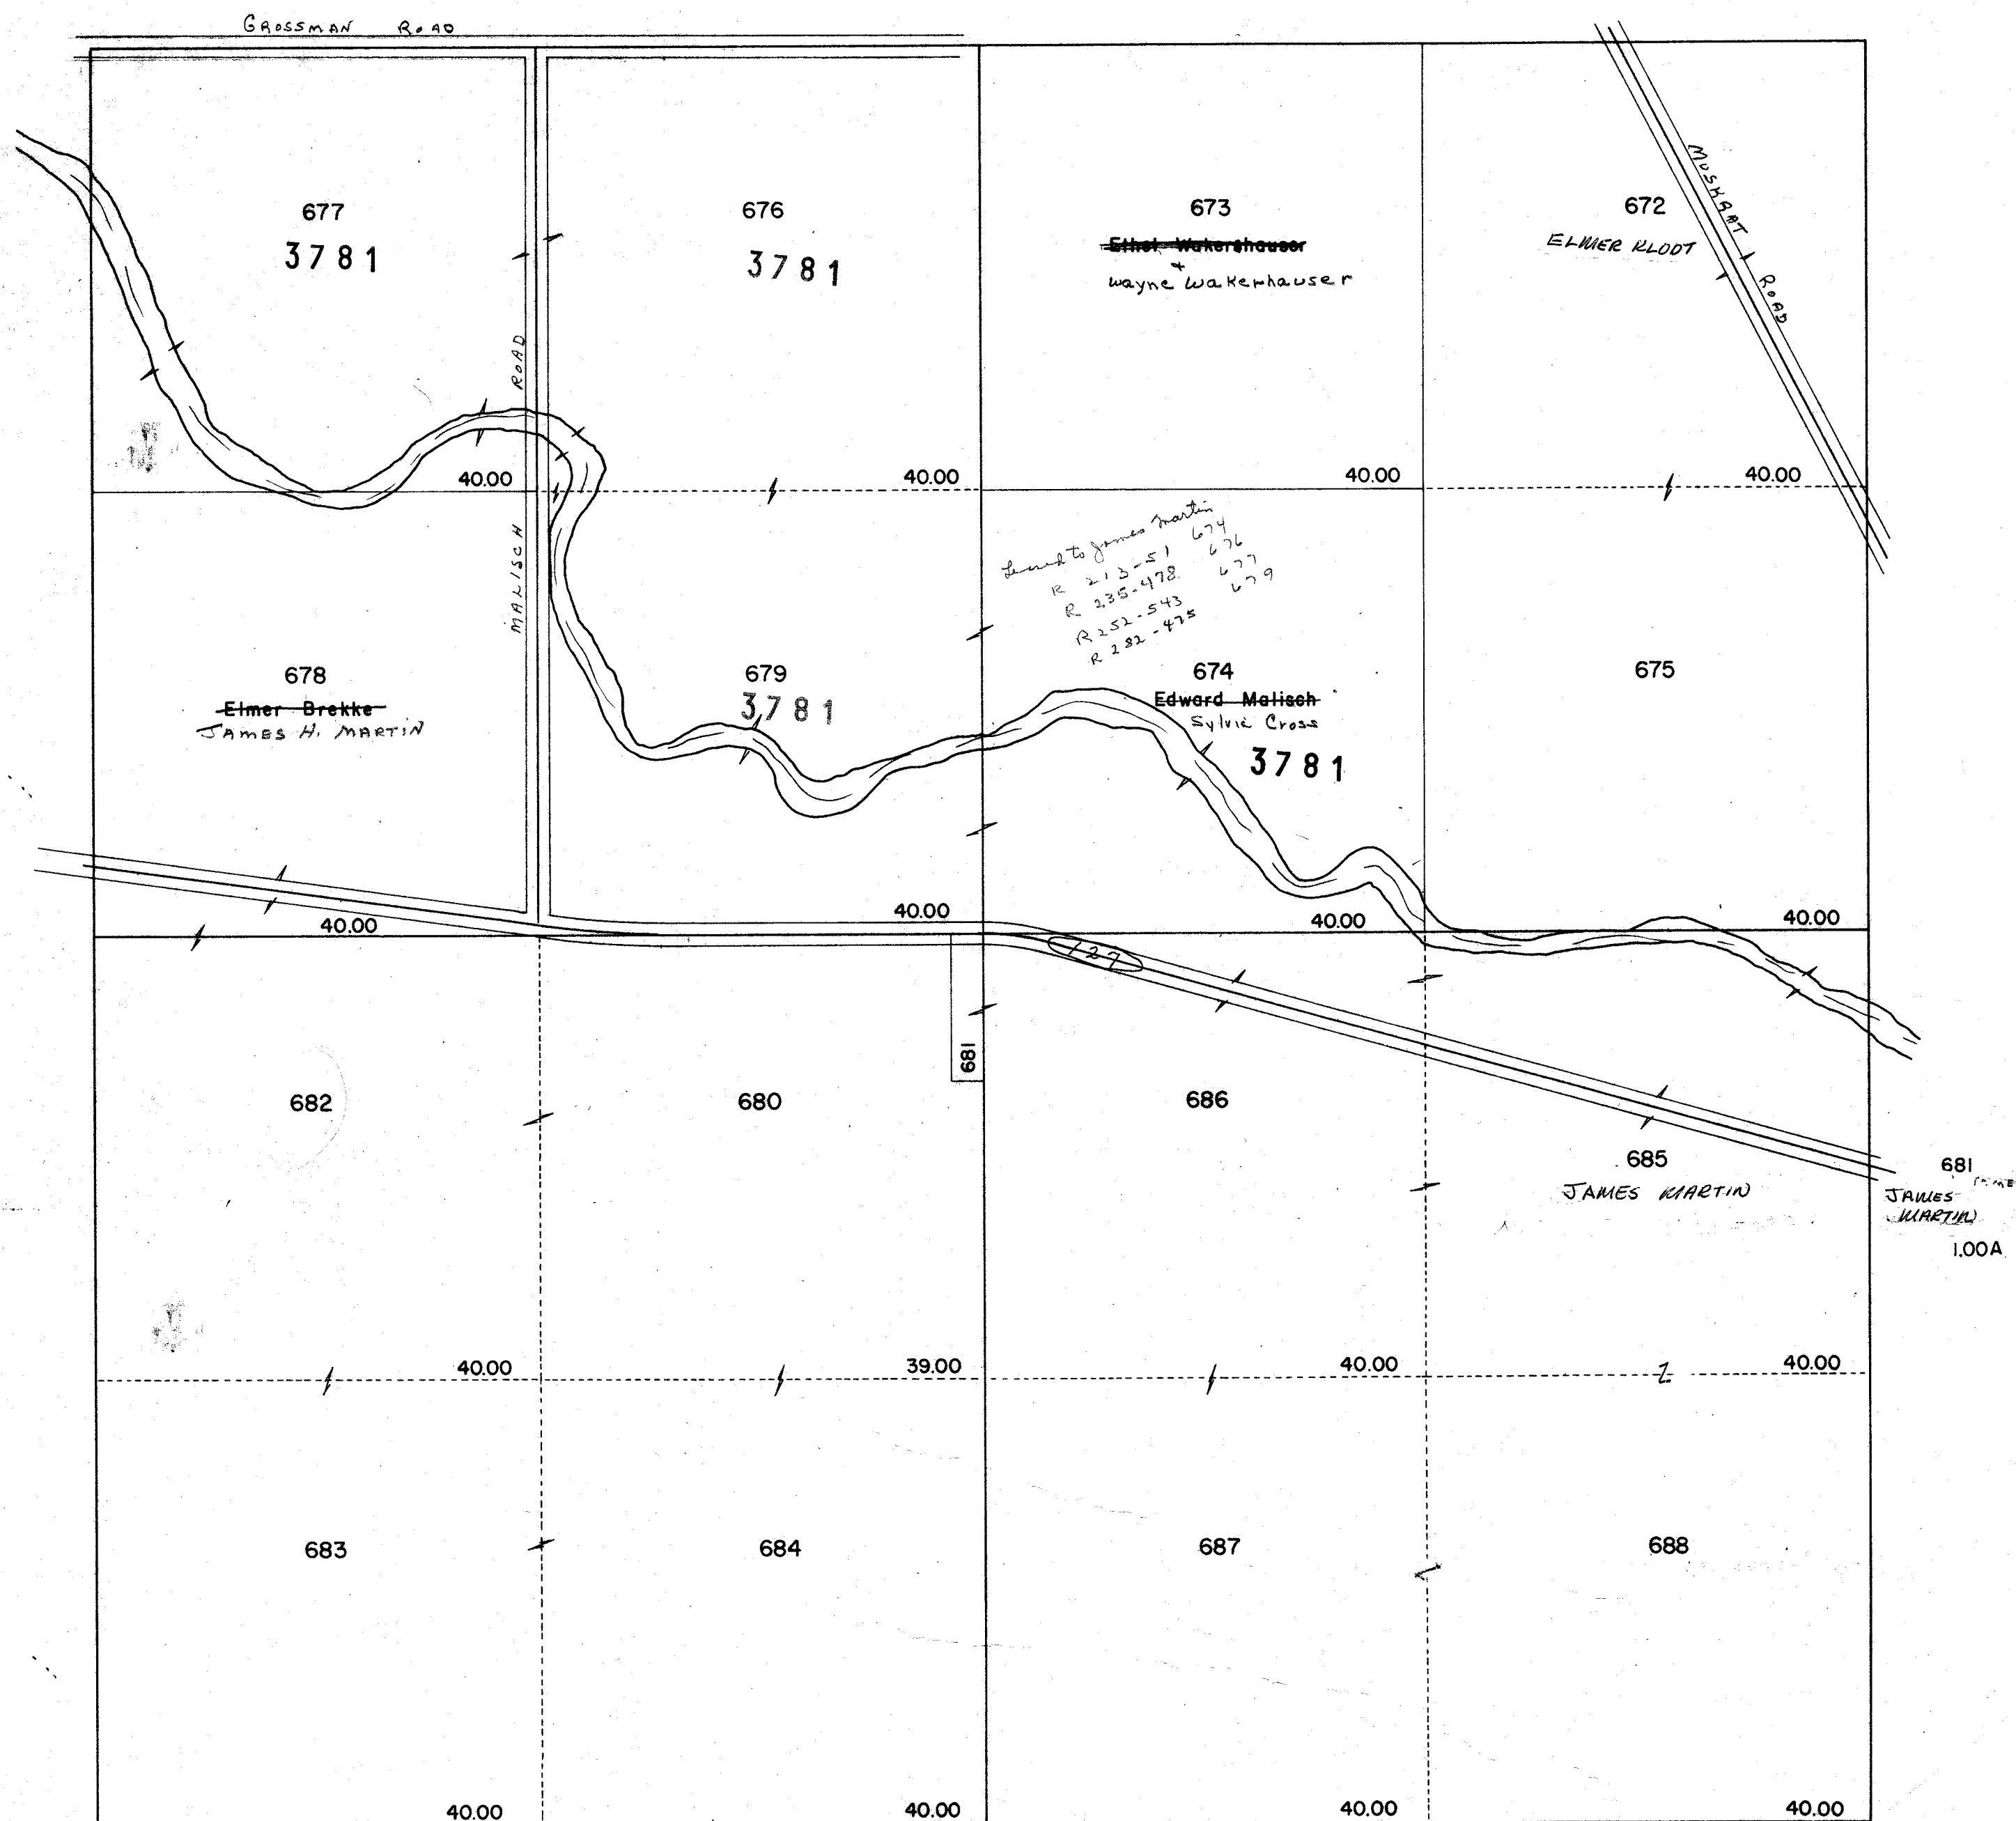 GROSSMAN ROAD
677
3781
676
3781
673
Ethel Wakershauser
+
Wayne Wakerhauser
672
ELMER KLODT
MUSKRAT ROAD
MALISCH ROAD
40.00
40.00
40.00
40.00
Leased to James Martin
R 213-51 674
R 235-478 676
R 252-543 677
R 282-475 679
678
Elmer Brekke
JAMES H. MARTIN
679
3781
674
Edward Malisch
Sylvia Cross
3781
675
40.00
40.00
40.00
40.00
127
681
682
680
686
685
JAMES MARTIN
681
JAMES
MARTIN
1.00A
40.00
39.00
40.00
40.00
683
684
687
688
40.00
40.00
40.00
40.00